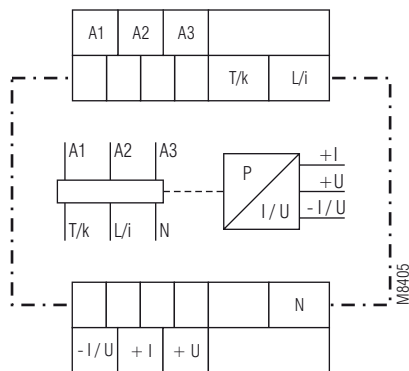 A1 A2 A3
T/k L/i
A1 A2 A3
P
I / U
+I
+U
-I/U
T/k L/i N
N
-I/U +I +U
M8405